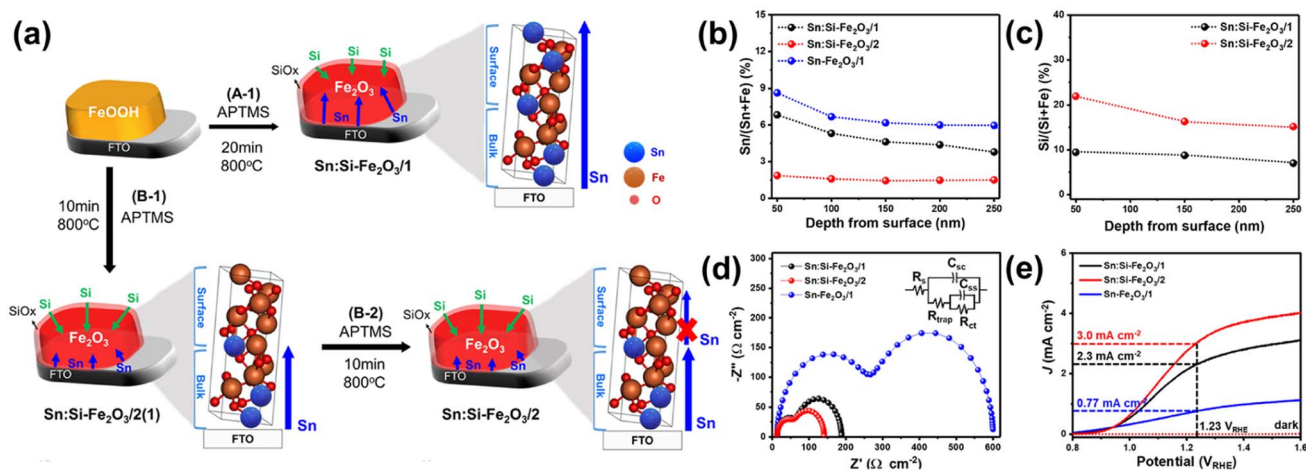 (a)
FeOOH
FTO
(A-1)
APTMS
20min
800°C
SiOx
Si
Si
Si
Fe₂O₃
Sn
FTO
Sn:Si-Fe₂O₃/1
Surface
Bulk
FTO
Sn
Sn
Fe
O
10min
800°C
(B-1)
APTMS
SiOx
Si
Si
Si
Fe₂O₃
Sn
FTO
Sn:Si-Fe₂O₃/2(1)
Surface
Bulk
FTO
Sn
(B-2)
APTMS
10min
800°C
SiOx
Si
Si
Si
Fe₂O₃
Sn
FTO
Sn:Si-Fe₂O₃/2
Surface
Bulk
FTO
Sn
Sn
(b)
Sn/(Sn+Fe) (%)
15
12
9
6
3
0
Sn:Si-Fe₂O₃/1
Sn:Si-Fe₂O₃/2
Sn-Fe₂O₃/1
50 100 150 200 250
Depth from surface (nm)
(c)
Si/(Si+Fe) (%)
40
30
20
10
0
Sn:Si-Fe₂O₃/1
Sn:Si-Fe₂O₃/2
50 100 150 200 250
Depth from surface (nm)
(d)
-Z'' (Ω cm⁻²)
300
250
200
150
100
50
0
Sn:Si-Fe₂O₃/1
Sn:Si-Fe₂O₃/2
Sn-Fe₂O₃/1
Csc
Rs
Css
Rtrap
Rct
0 100 200 300 400 500 600
Z' (Ω cm⁻²)
(e)
J (mA cm⁻²)
6
4
2
0
Sn:Si-Fe₂O₃/1
Sn:Si-Fe₂O₃/2
Sn-Fe₂O₃/1
3.0 mA cm⁻²
2.3 mA cm⁻²
0.77 mA cm⁻²
1.23 VRHE
dark
0.8 1.0 1.2 1.4 1.6
Potential (VRHE)